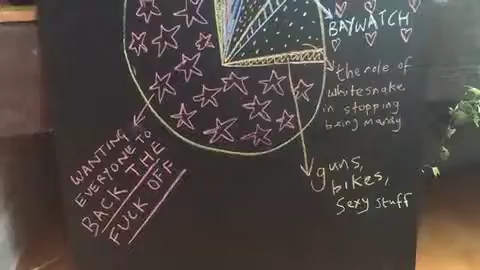 BAYWATCH
the role of
whitesnake
in stopping
being mandy
guns,
bikes,
sexy stuff
WANTING
EVERYONE TO
BACK THE
FUCK OFF